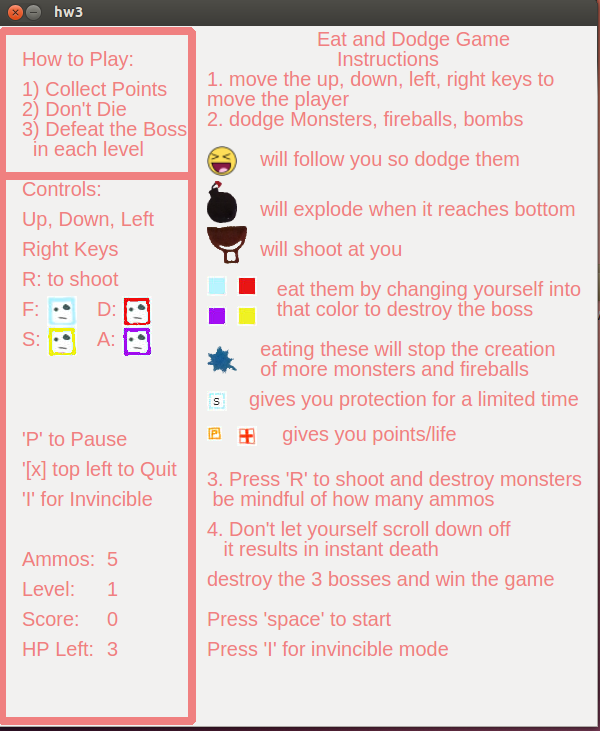 hw3
How to Play:
1) Collect Points
2) Don't Die
3) Defeat the Boss
in each level
Controls:
Up, Down, Left
Right Keys
R: to shoot
F: D:
S: A:
'P' to Pause
'[x] top left to Quit
'I' for Invincible
Ammos: 5
Level: 1
Score: 0
HP Left: 3
Eat and Dodge Game
Instructions
1. move the up, down, left, right keys to
move the player
2. dodge Monsters, fireballs, bombs
will follow you so dodge them
will explode when it reaches bottom
will shoot at you
eat them by changing yourself into
that color to destroy the boss
eating these will stop the creation
of more monsters and fireballs
S gives you protection for a limited time
P gives you points/life
3. Press 'R' to shoot and destroy monsters
be mindful of how many ammos
4. Don't let yourself scroll down off
it results in instant death
destroy the 3 bosses and win the game
Press 'space' to start
Press 'I' for invincible mode